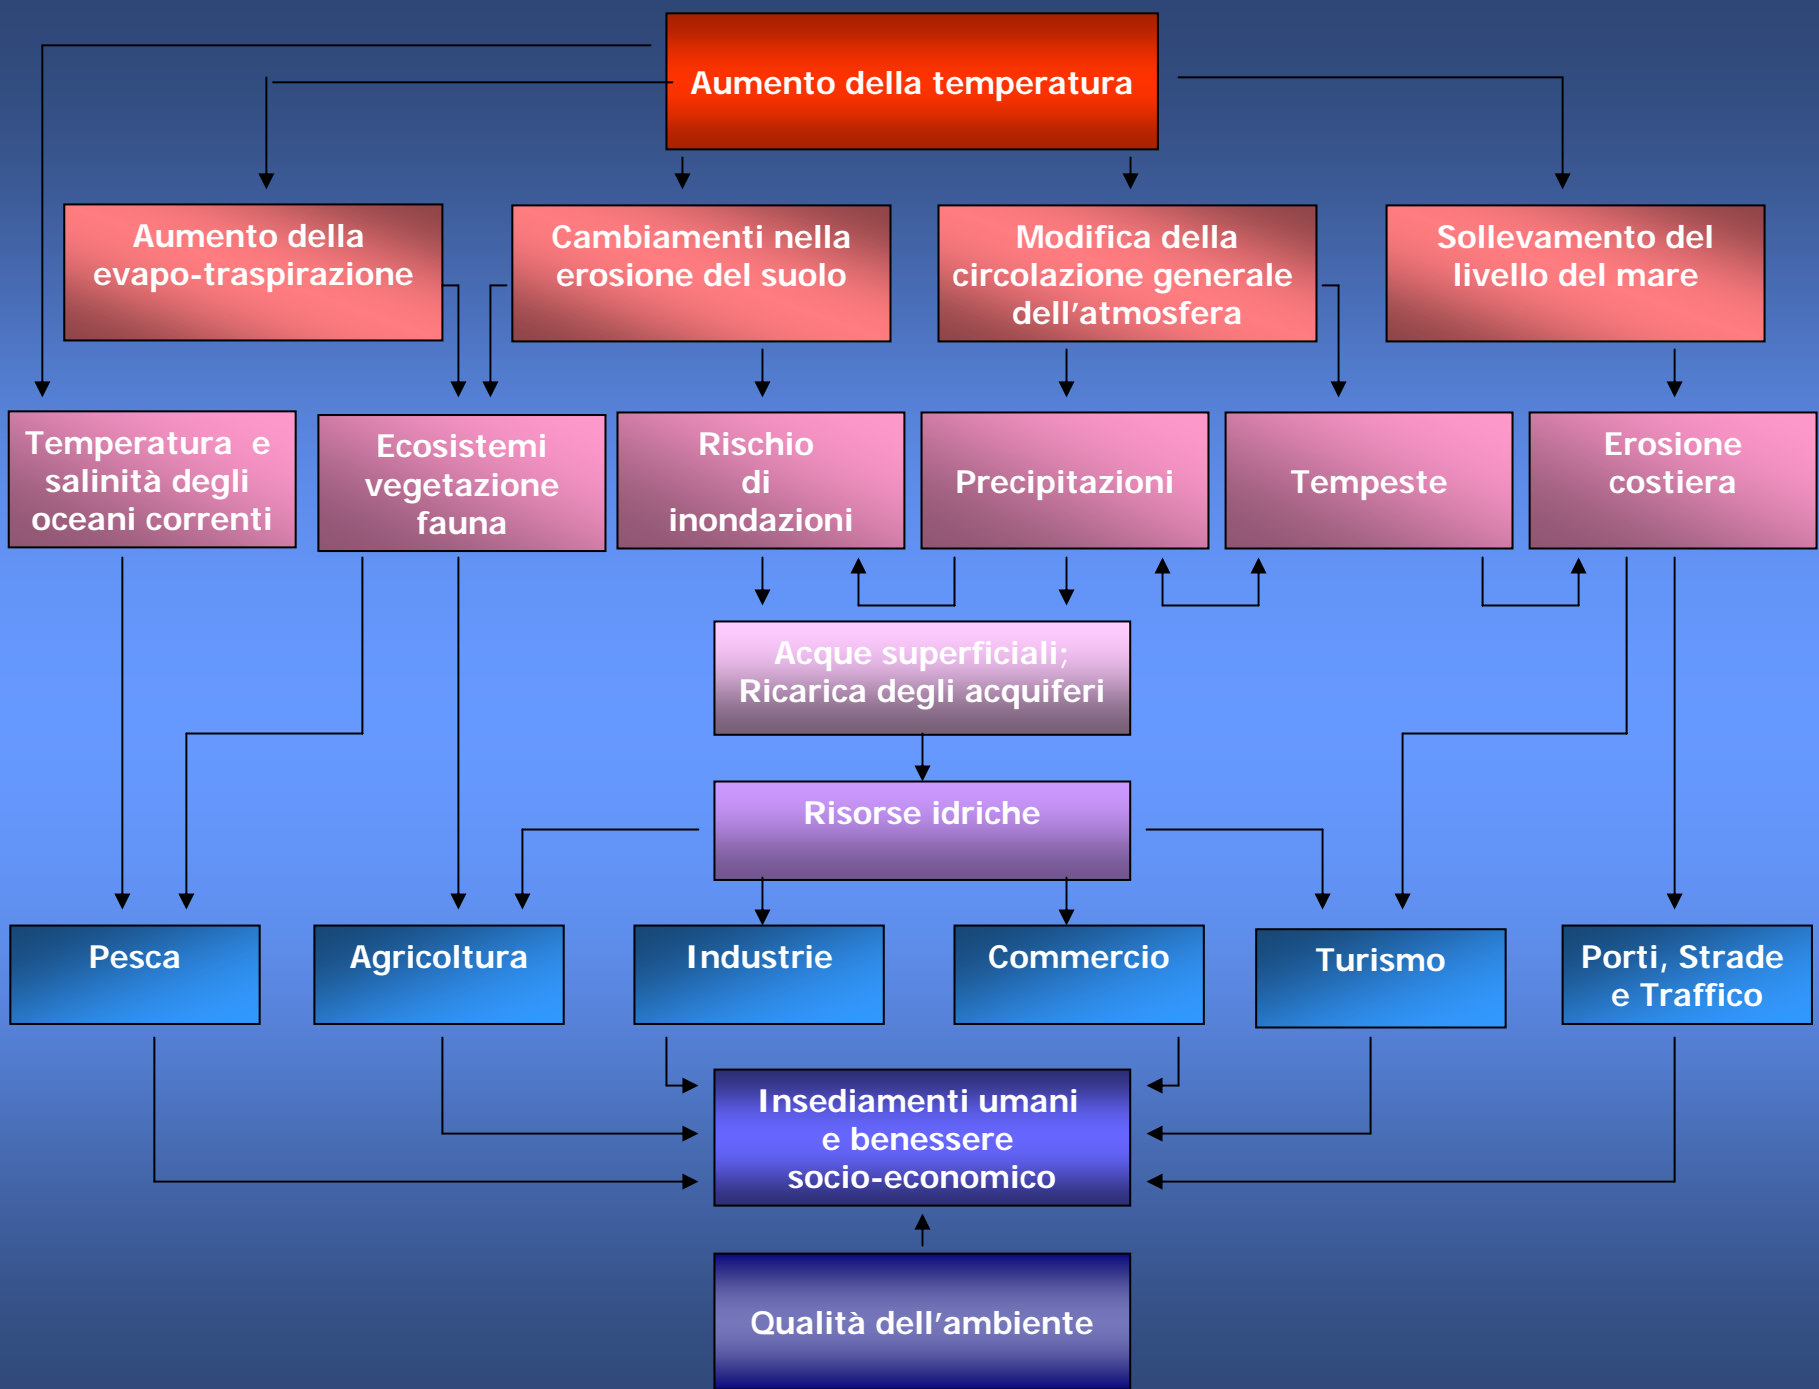 Aumento della temperatura
Aumento della
evapo-traspirazione
Cambiamenti nella
erosione del suolo
Modifica della
circolazione generale
dell'atmosfera
Sollevamento del
livello del mare
Temperatura e
salinità degli
oceani correnti
Ecosistemi
vegetazione
fauna
Rischio
di
inondazioni
Precipitazioni
Tempeste
Erosione
costiera
Acque superficiali;
Ricarica degli acquiferi
Risorse idriche
Pesca
Agricoltura
Industrie
Commercio
Turismo
Porti, Strade
e Traffico
Insediamenti umani
e benessere
socio-economico
Qualità dell'ambiente